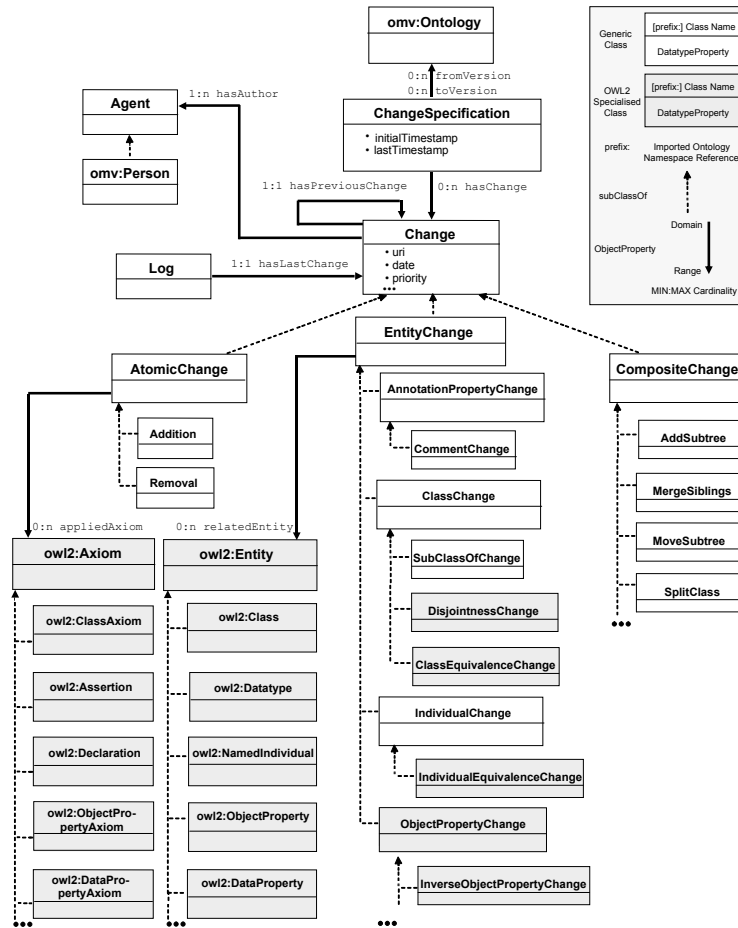 omv:Ontology
0:n fromVersion
0:n toVersion
1:n hasAuthor
Agent
omv:Person
ChangeSpecification
• initialTimestamp
• lastTimestamp
1:1 hasPreviousChange
0:n hasChange
Change
• uri
• date
• priority
•••
Log
1:1 hasLastChange
Generic Class
[prefix:] Class Name
DatatypeProperty
OWL2 Specialised Class
[prefix:] Class Name
DatatypeProperty
prefix:
Imported Ontology
Namespace Reference
subClassOf
Domain
ObjectProperty
Range
MIN:MAX Cardinality
AtomicChange
Addition
Removal
0:n appliedAxiom
owl2:Axiom
owl2:ClassAxiom
owl2:Assertion
owl2:Declaration
owl2:ObjectPro-
pertyAxiom
owl2:DataPro-
pertyAxiom
•••
0:n relatedEntity
owl2:Entity
owl2:Class
owl2:Datatype
owl2:NamedIndividual
owl2:ObjectProperty
owl2:DataProperty
•••
EntityChange
AnnotationPropertyChange
CommentChange
ClassChange
SubClassOfChange
DisjointnessChange
ClassEquivalenceChange
IndividualChange
IndividualEquivalenceChange
ObjectPropertyChange
InverseObjectPropertyChange
•••
CompositeChange
AddSubtree
MergeSiblings
MoveSubtree
SplitClass
•••